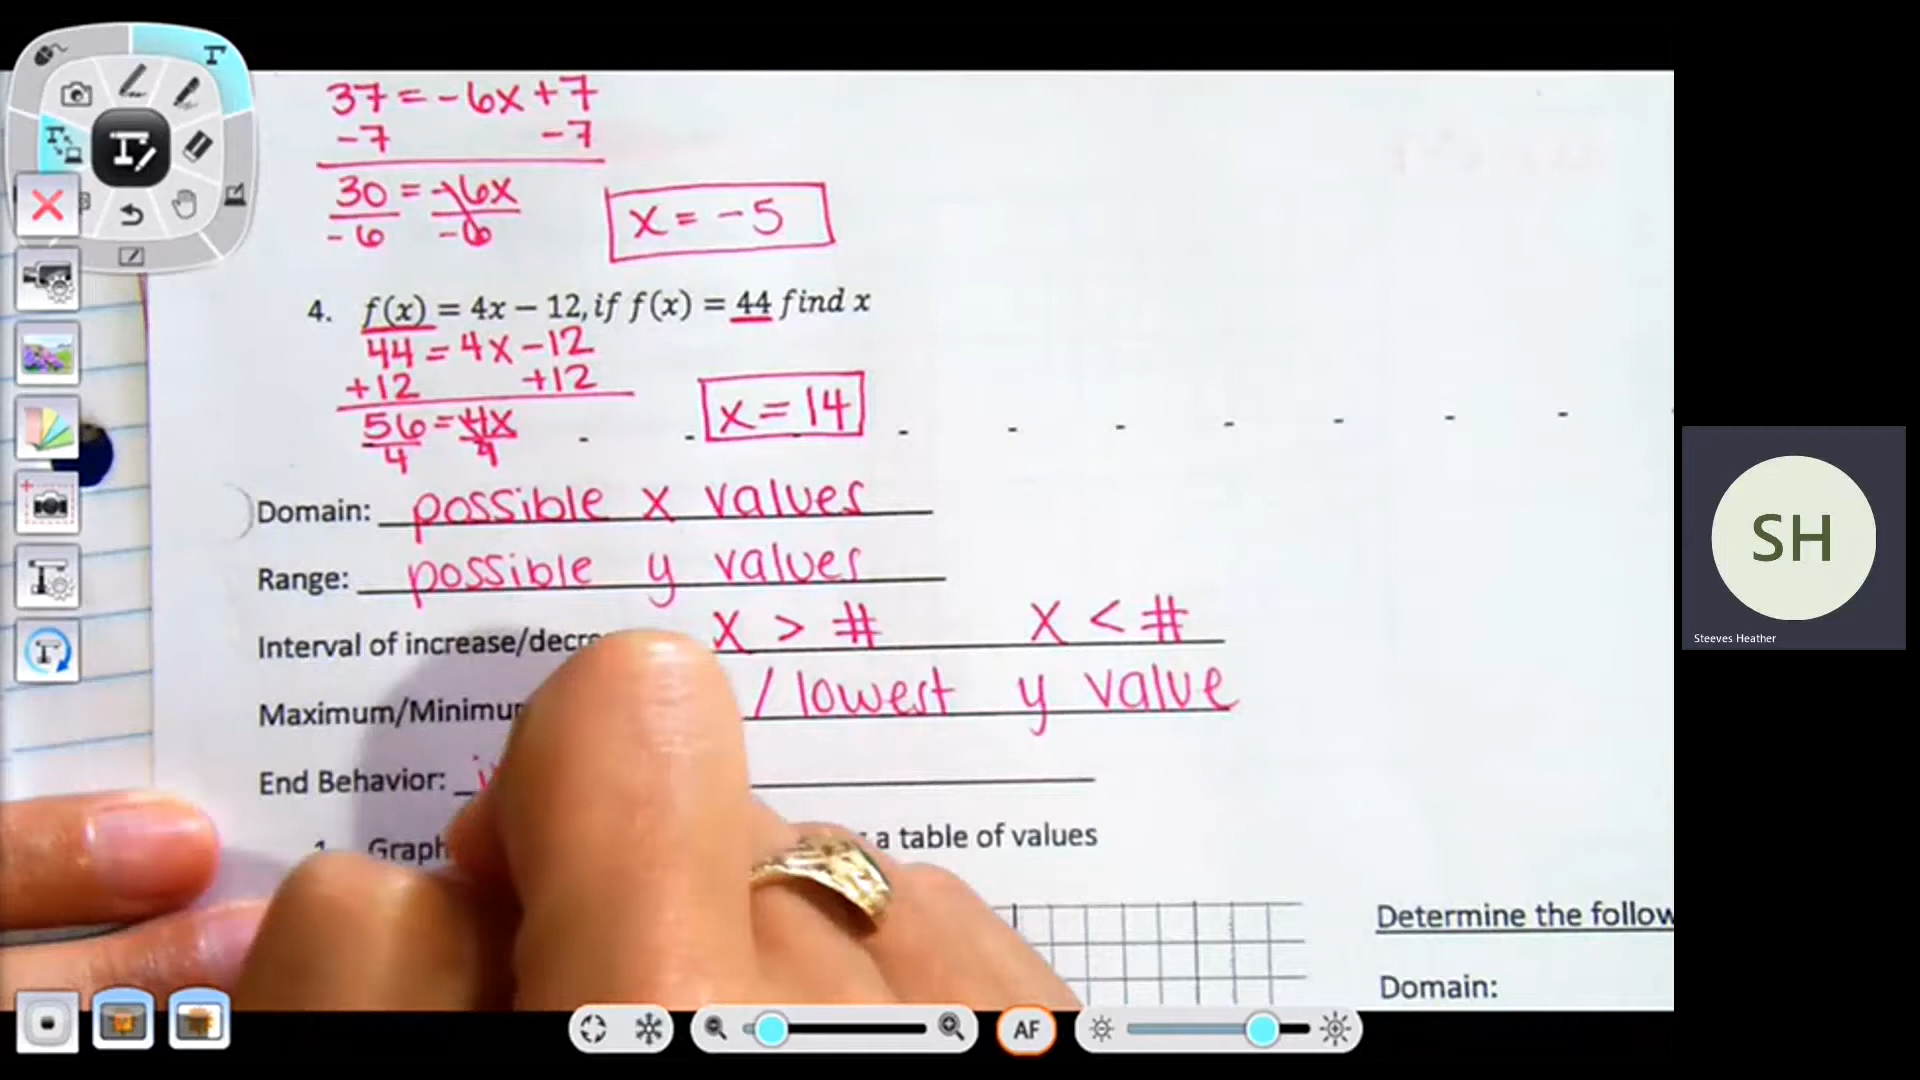 37 = -6x + 7
-7 -7
30 = -6x
-6 -6
x = -5
4. f(x) = 4x − 12, if f(x) = 44 find x
44 = 4x - 12
+12 +12
56 = 4x
4 4
x = 14
Domain: possible x values
Range: possible y values
Interval of increase/decre x > # x < #
Maximum/Minimu / lowest y value
End Behavior:
1. Graph a table of values
Determine the follow
Domain:
SH
Steeves Heather
AF